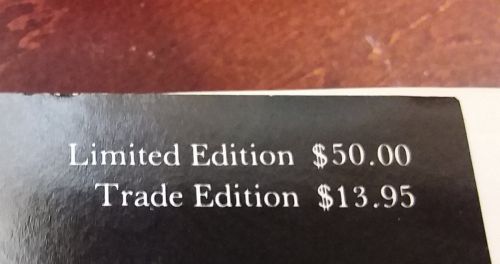 Limited Edition $50.00
Trade Edition $13.95